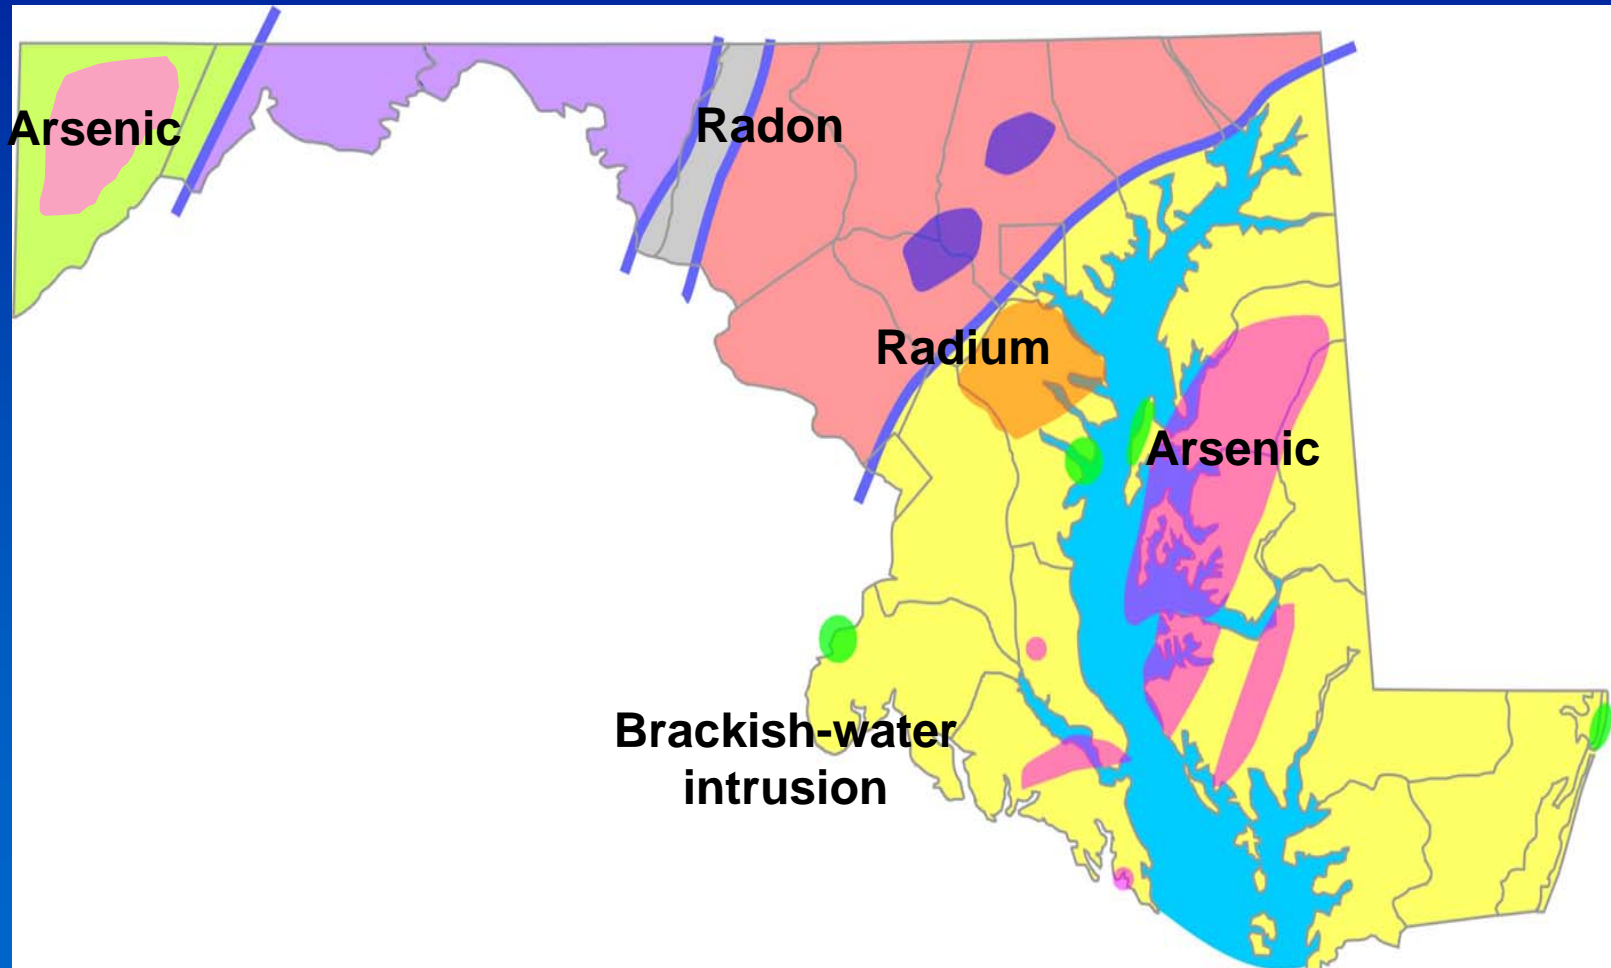 Arsenic
Radon
Radium
Arsenic
Brackish-water
intrusion